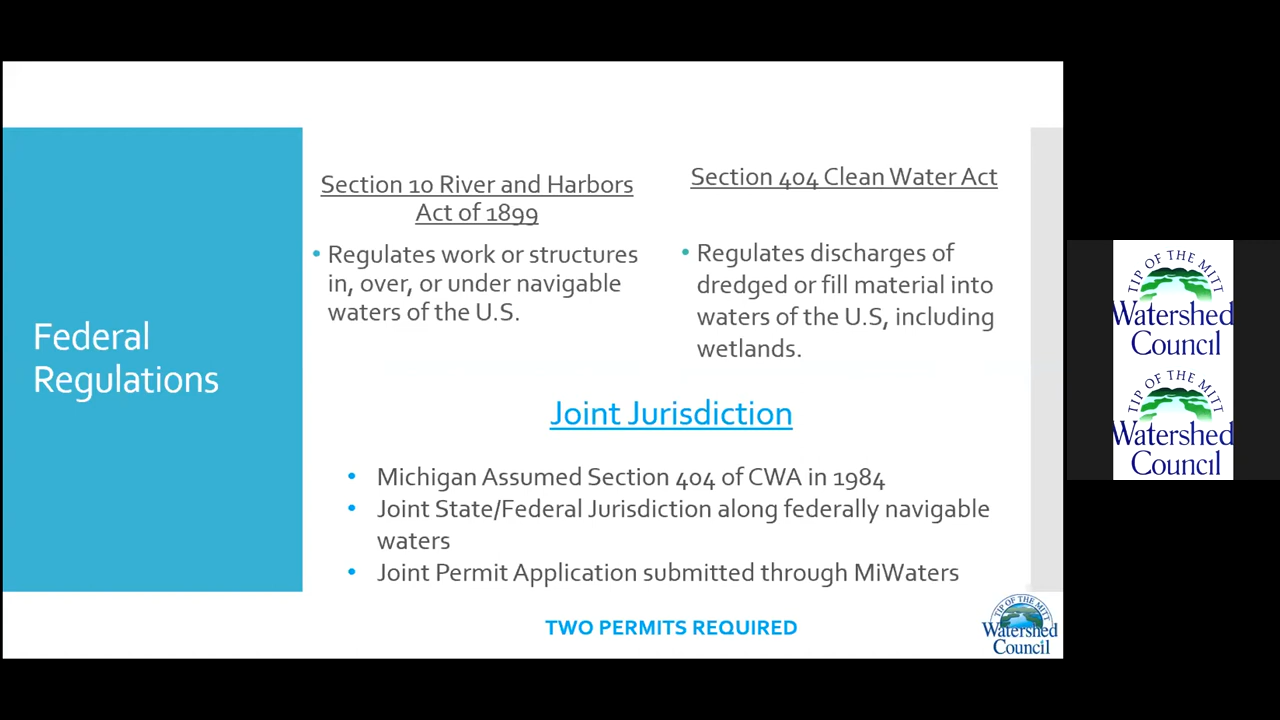 Federal
Regulations
Section 10 River and Harbors
Act of 1899
• Regulates work or structures
in, over, or under navigable
waters of the U.S.
Section 404 Clean Water Act
• Regulates discharges of
dredged or fill material into
waters of the U.S, including
wetlands.
Joint Jurisdiction
• Michigan Assumed Section 404 of CWA in 1984
• Joint State/Federal Jurisdiction along federally navigable
waters
• Joint Permit Application submitted through MiWaters
TWO PERMITS REQUIRED
TIP OF THE MITT
Watershed
Council
TIP OF THE MITT
Watershed
Council
TIP OF THE MITT
Watershed
Council